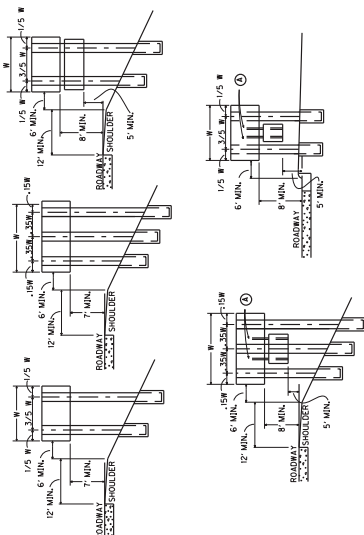 W
1/5 W
3/5 W
1/5 W
6' MIN.
12' MIN.
7' MIN.
ROADWAY
SHOULDER
W
.15W
.35W
.35W
.15W
6' MIN.
12' MIN.
7' MIN.
ROADWAY
SHOULDER
W
1/5 W
3/5 W
1/5 W
6' MIN.
12' MIN.
8' MIN.
5' MIN.
ROADWAY
SHOULDER
W
.15W
.35W
.35W
.15W
A
6' MIN.
12' MIN.
8' MIN.
5' MIN.
ROADWAY
SHOULDER
W
1/5 W
3/5 W
1/5 W
A
6' MIN.
8' MIN.
5' MIN.
ROADWAY